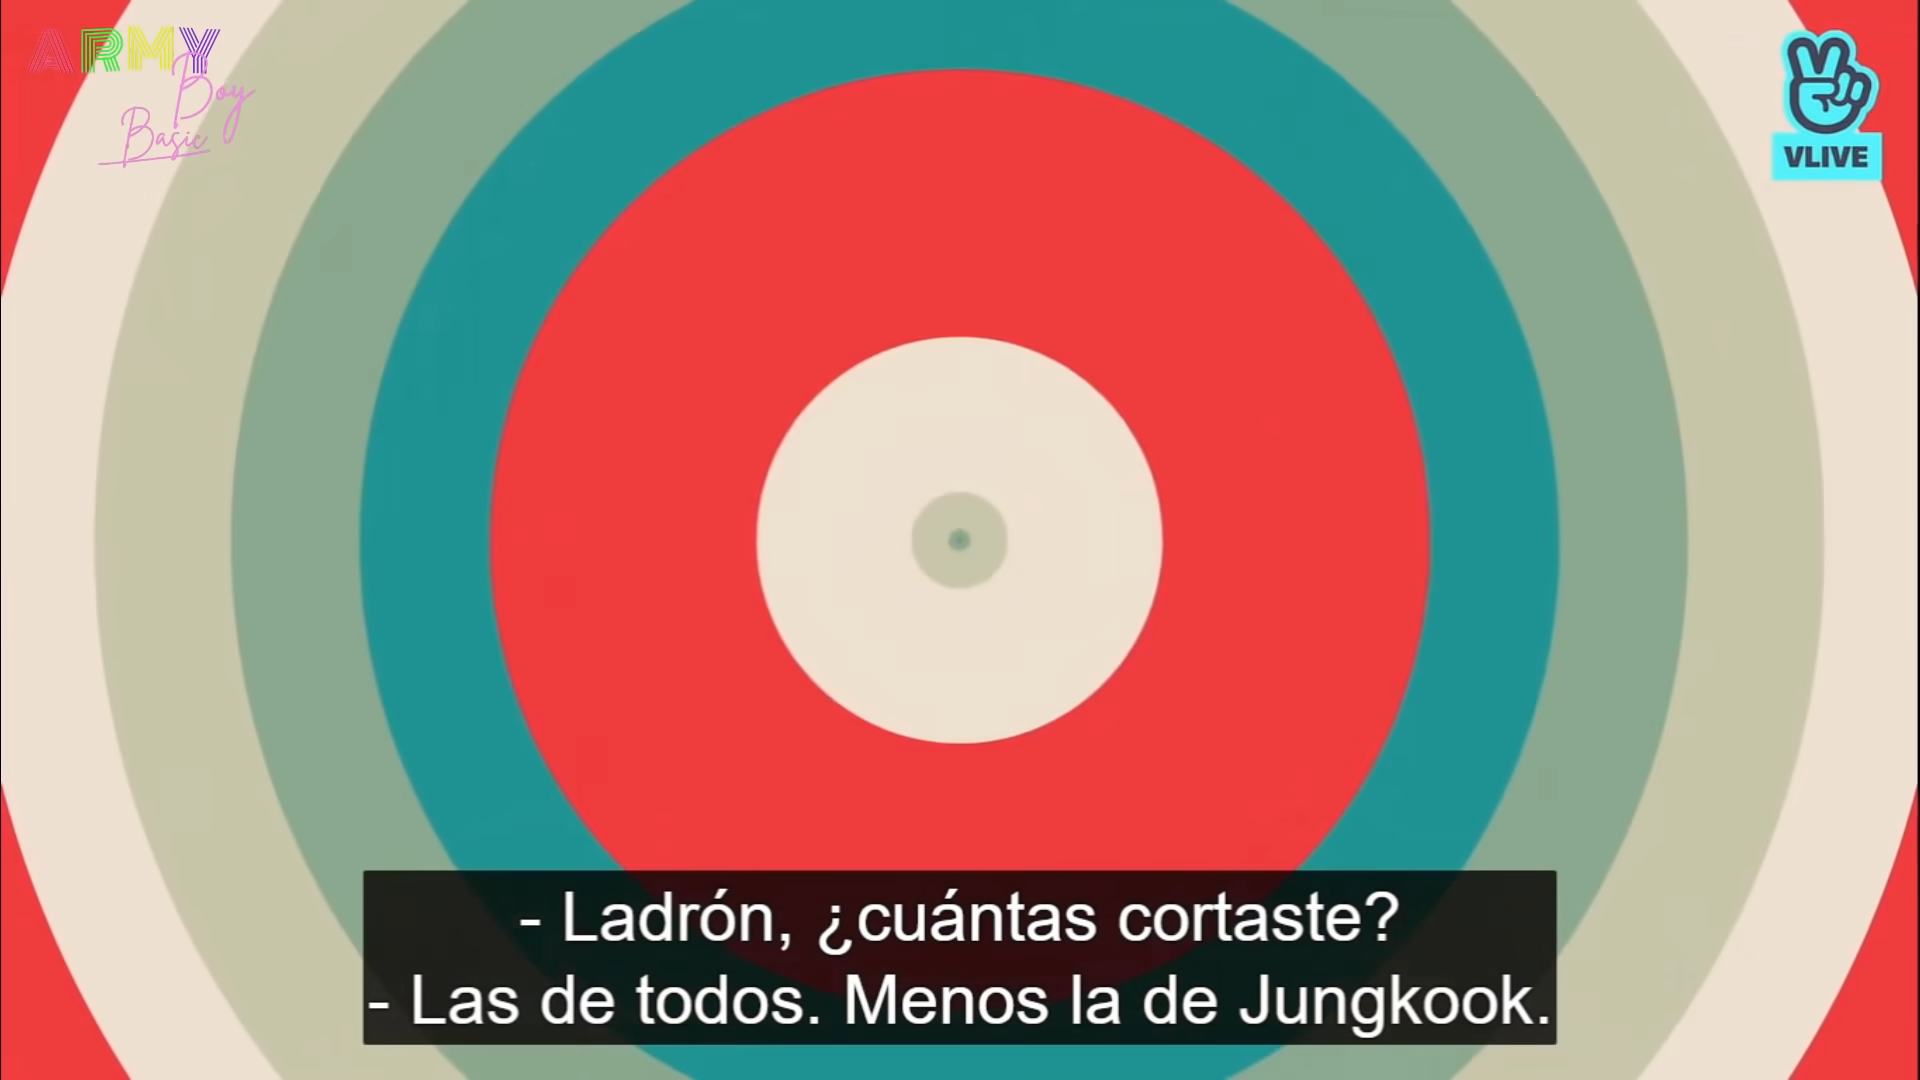 ARMY
Boy
Basic
VLIVE
- Ladrón, ¿cuántas cortaste?
- Las de todos. Menos la de Jungkook.